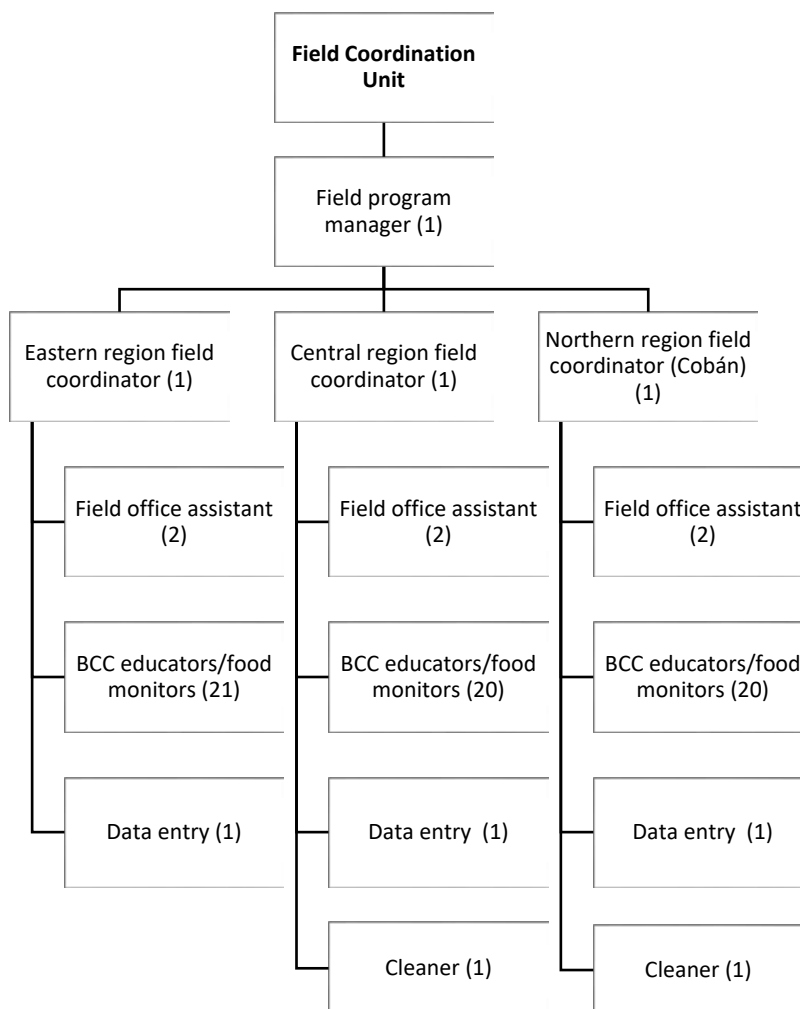 Field Coordination
Unit
Field program
manager (1)
Eastern region field
coordinator (1)
Central region field
coordinator (1)
Northern region field
coordinator (Cobán)
(1)
Field office assistant
(2)
Field office assistant
(2)
Field office assistant
(2)
BCC educators/food
monitors (21)
BCC educators/food
monitors (20)
BCC educators/food
monitors (20)
Data entry (1)
Data entry  (1)
Data entry  (1)
Cleaner (1)
Cleaner (1)